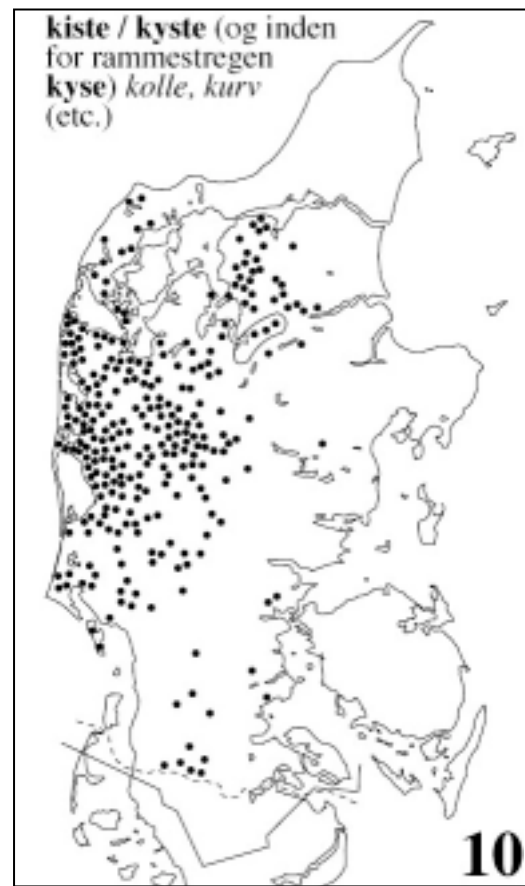 kiste / kyste (og inden
for rammestregen
kyse) kolle, kurv
(etc.)
10